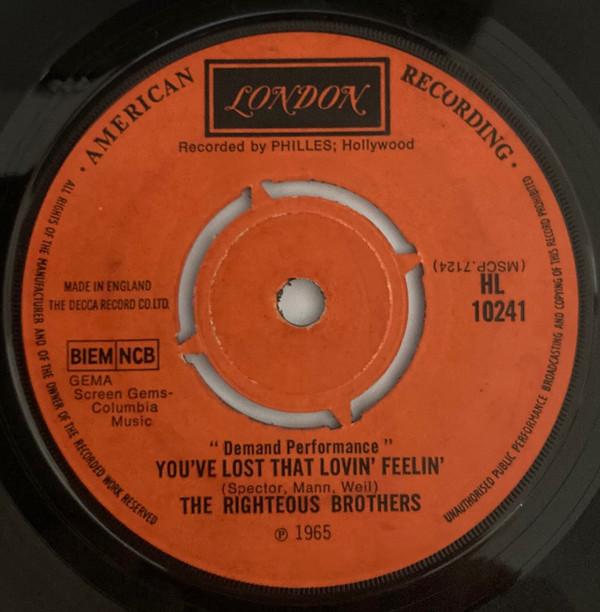 · AMERICAN RECORDING ·
LONDON
Recorded by PHILLES; Hollywood
MADE IN ENGLAND
THE DECCA RECORD CO. LTD.
BIEM NCB
GEMA
Screen Gems-
Columbia
Music
(MSCP.7124)
HL
10241
" Demand Performance "
YOU'VE LOST THAT LOVIN' FEELIN'
(Spector, Mann, Weil)
THE RIGHTEOUS BROTHERS
℗ 1965
ALL RIGHTS OF THE MANUFACTURER AND OF THE OWNER OF THE RECORDED WORK RESERVED
UNAUTHORISED PUBLIC PERFORMANCE BROADCASTING AND COPYING OF THIS RECORD PROHIBITED